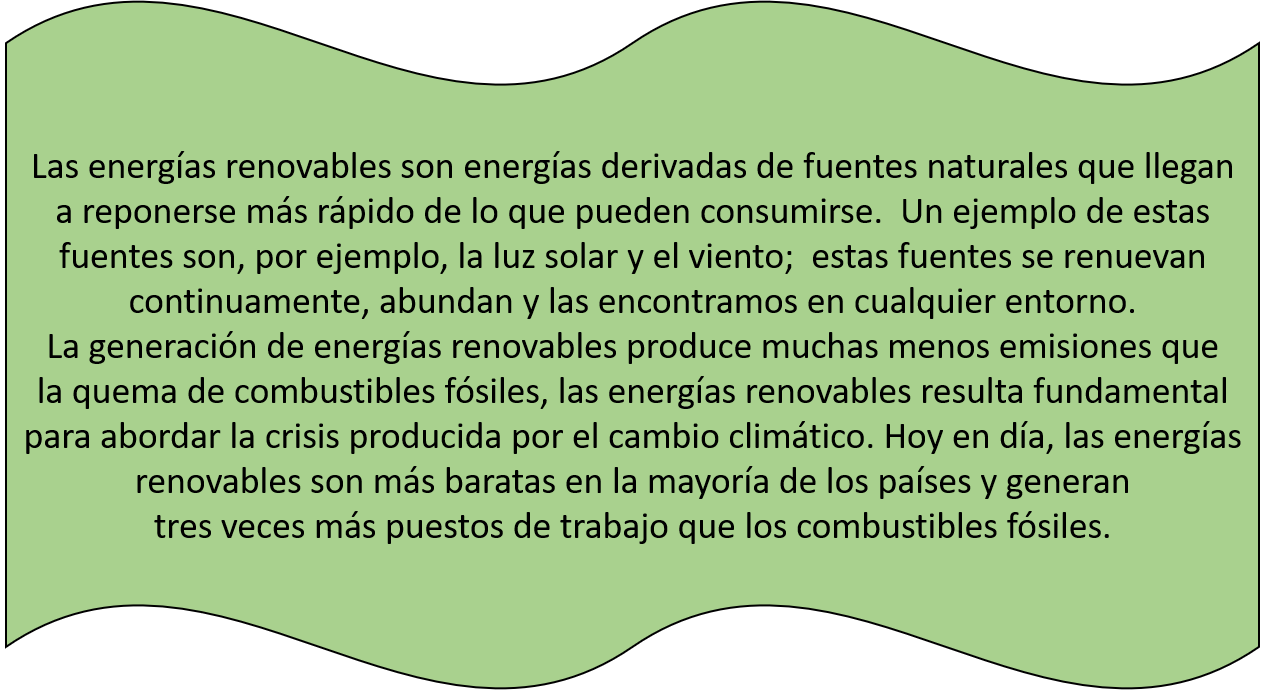 Las energías renovables son energías derivadas de fuentes naturales que llegan
a reponerse más rápido de lo que pueden consumirse.  Un ejemplo de estas
fuentes son, por ejemplo, la luz solar y el viento;  estas fuentes se renuevan
continuamente, abundan y las encontramos en cualquier entorno.
La generación de energías renovables produce muchas menos emisiones que
la quema de combustibles fósiles, las energías renovables resulta fundamental
para abordar la crisis producida por el cambio climático. Hoy en día, las energías
renovables son más baratas en la mayoría de los países y generan
tres veces más puestos de trabajo que los combustibles fósiles.